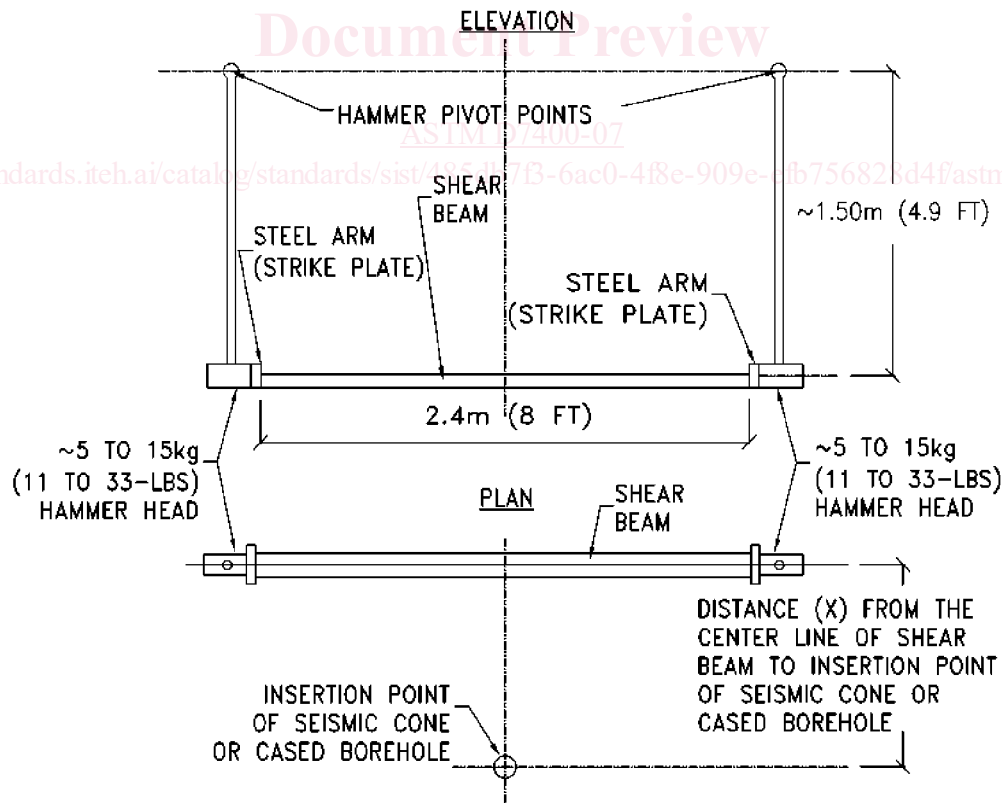 ELEVATION
Document Preview
HAMMER PIVOT POINTS
ASTM D7400-07
SHEAR
BEAM
~1.50m (4.9 FT)
STEEL ARM
(STRIKE PLATE)
STEEL ARM
(STRIKE PLATE)
2.4m (8 FT)
~5 TO 15kg
(11 TO 33-LBS)
HAMMER HEAD
~5 TO 15kg
(11 TO 33-LBS)
HAMMER HEAD
PLAN
SHEAR
BEAM
DISTANCE (X) FROM THE
CENTER LINE OF SHEAR
BEAM TO INSERTION POINT
OF SEISMIC CONE OR
CASED BOREHOLE
INSERTION POINT
OF SEISMIC CONE
OR CASED BOREHOLE